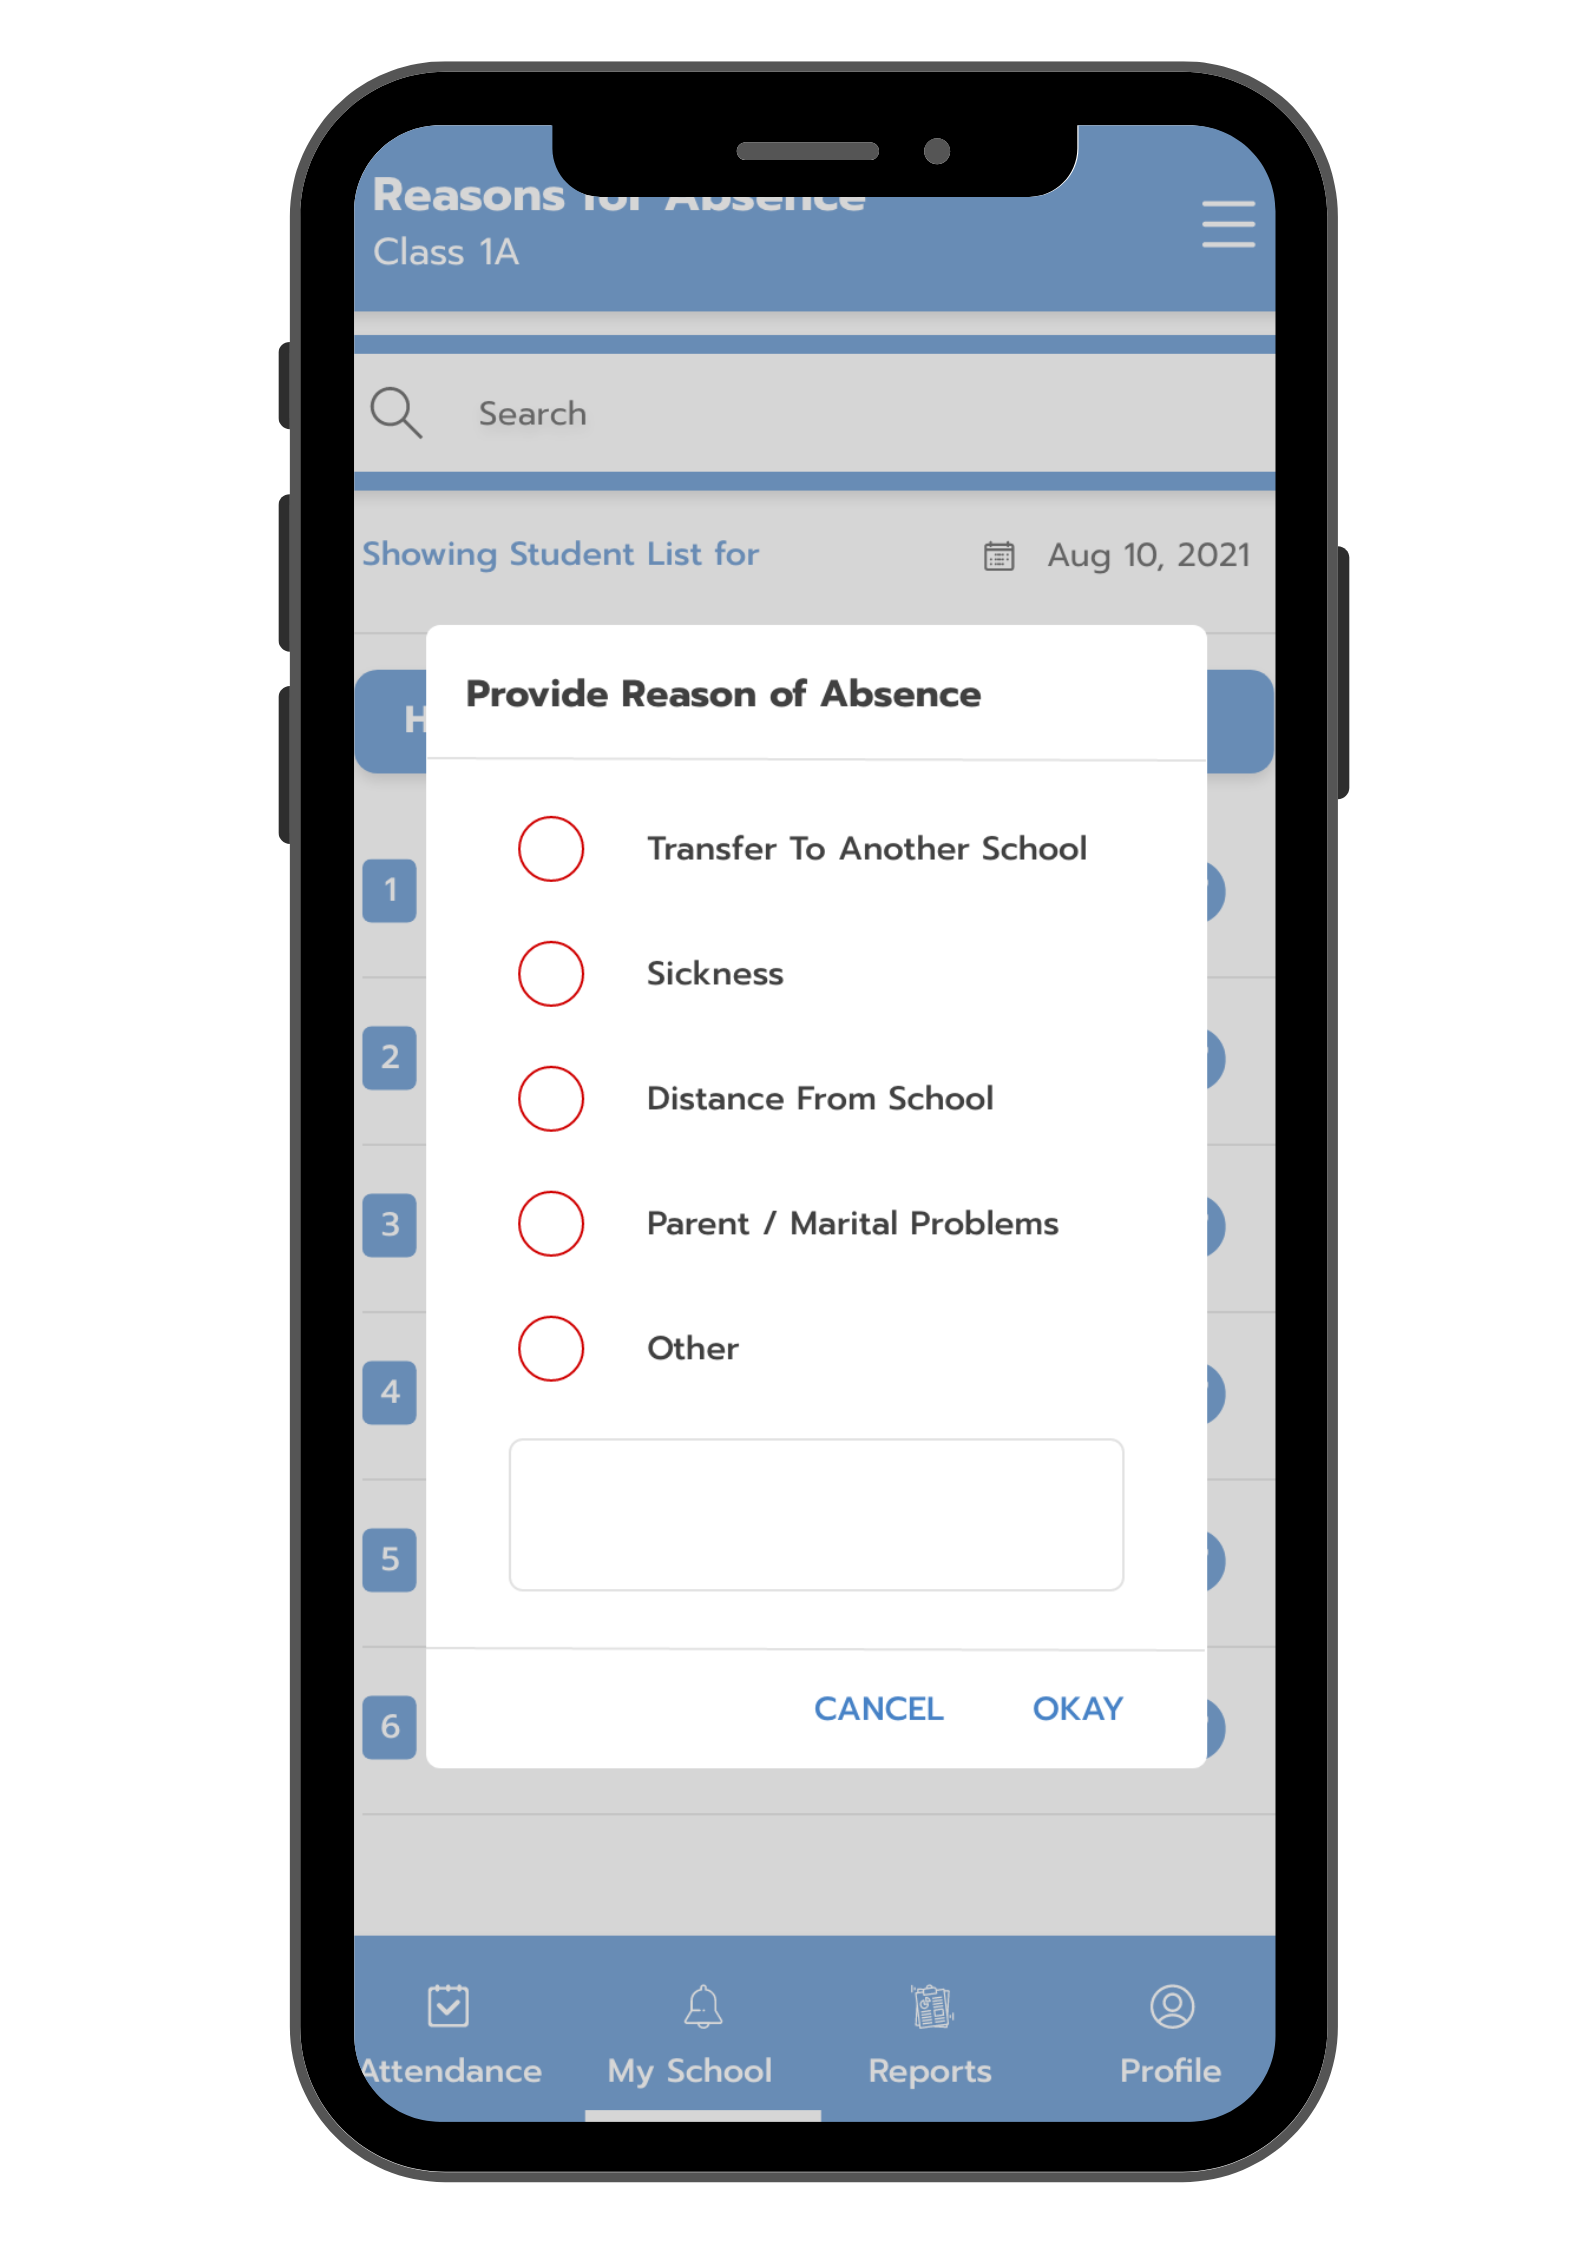 Reasons for Absence
Class 1A
Search
Showing Student List for
Aug 10, 2021
H
Provide Reason of Absence
1
Transfer To Another School
2
Sickness
Distance From School
3
Parent / Marital Problems
4
Other
5
6
CANCEL OKAY
Attendance My School Reports Profile